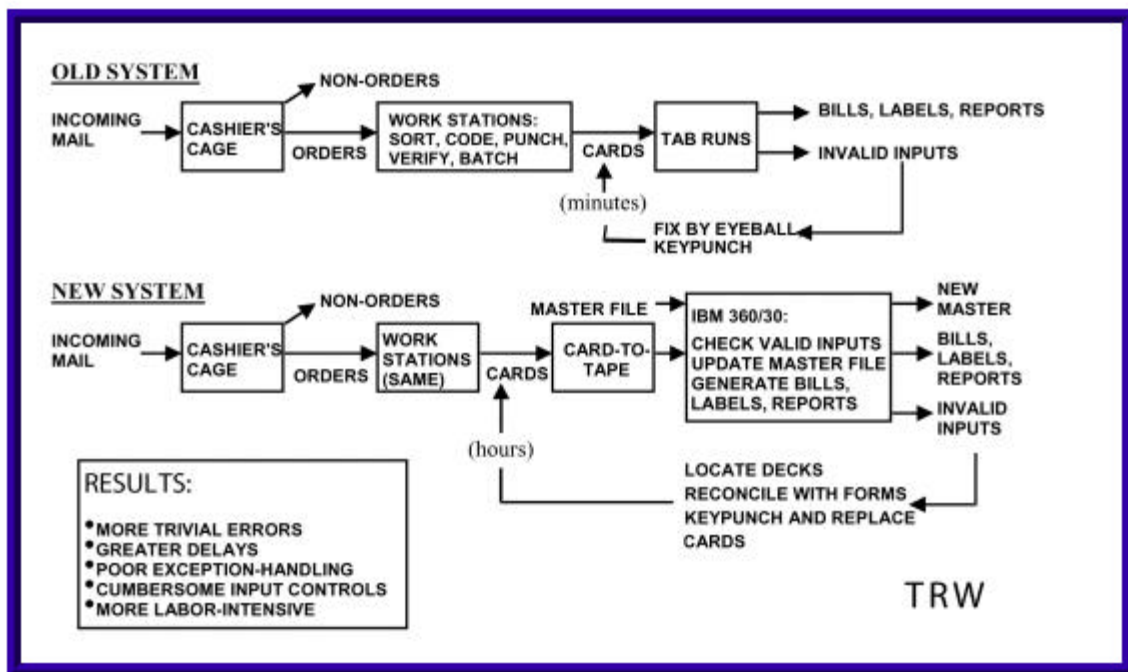 OLD SYSTEM
INCOMING
MAIL
CASHIER'S
CAGE
NON-ORDERS
ORDERS
WORK STATIONS:
SORT, CODE, PUNCH,
VERIFY, BATCH
CARDS
TAB RUNS
BILLS, LABELS, REPORTS
INVALID INPUTS
(minutes)
FIX BY EYEBALL,
KEYPUNCH
NEW SYSTEM
INCOMING
MAIL
CASHIER'S
CAGE
NON-ORDERS
ORDERS
WORK
STATIONS
(SAME)
CARDS
MASTER FILE
CARD-TO-
TAPE
IBM 360/30:
CHECK VALID INPUTS
UPDATE MASTER FILE
GENERATE BILLS,
LABELS, REPORTS
NEW
MASTER
BILLS,
LABELS,
REPORTS
INVALID
INPUTS
(hours)
LOCATE DECKS
RECONCILE WITH FORMS
KEYPUNCH AND REPLACE
CARDS
RESULTS:
•MORE TRIVIAL ERRORS
•GREATER DELAYS
•POOR EXCEPTION-HANDLING
•CUMBERSOME INPUT CONTROLS
•MORE LABOR-INTENSIVE
TRW